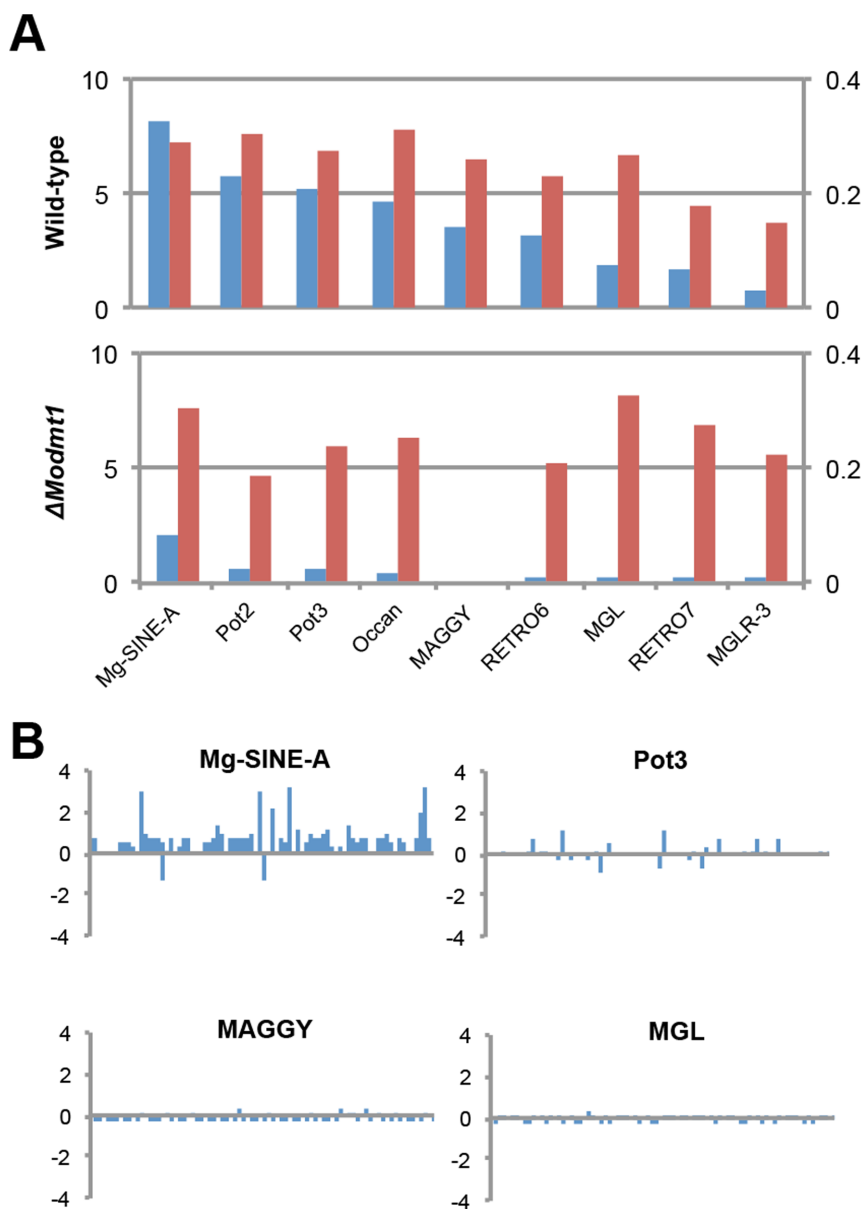 A
Wild-type
10
5
0
0.4
0.2
0
ΔModmt1
10
5
0
0.4
0.2
0
Mg-SINE-A
Pot2
Pot3
Occan
MAGGY
RETRO6
MGL
RETRO7
MGLR-3
B
Mg-SINE-A
4
2
0
-2
-4
Pot3
4
2
0
-2
-4
MAGGY
4
2
0
-2
-4
MGL
4
2
0
-2
-4